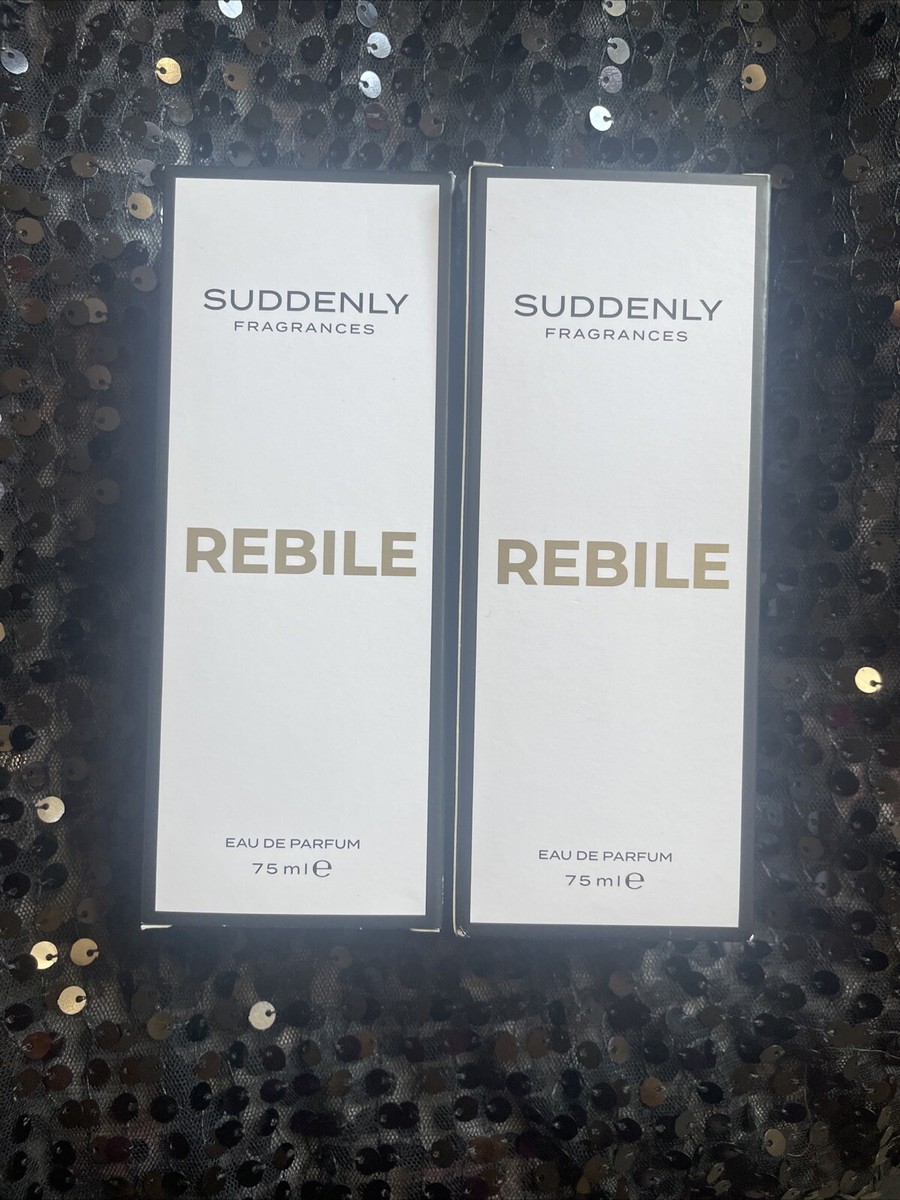 SUDDENLY
FRAGRANCES
REBILE
EAU DE PARFUM
75 ml e
SUDDENLY
FRAGRANCES
REBILE
EAU DE PARFUM
75 ml e